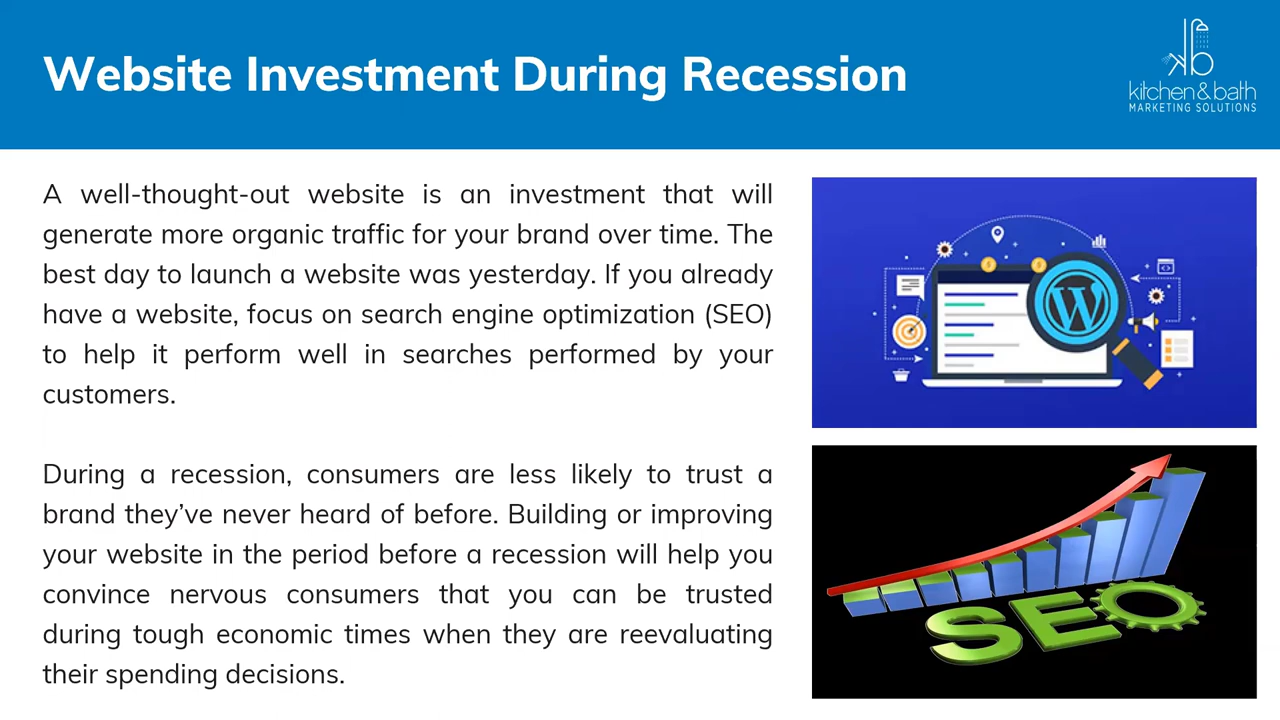 Website Investment During Recession
kb
kitchen&bath
MARKETING SOLUTIONS
A well-thought-out website is an investment that will
generate more organic traffic for your brand over time. The
best day to launch a website was yesterday. If you already
have a website, focus on search engine optimization (SEO)
to help it perform well in searches performed by your
customers.
During a recession, consumers are less likely to trust a
brand they’ve never heard of before. Building or improving
your website in the period before a recession will help you
convince nervous consumers that you can be trusted
during tough economic times when they are reevaluating
their spending decisions.
W
SEO